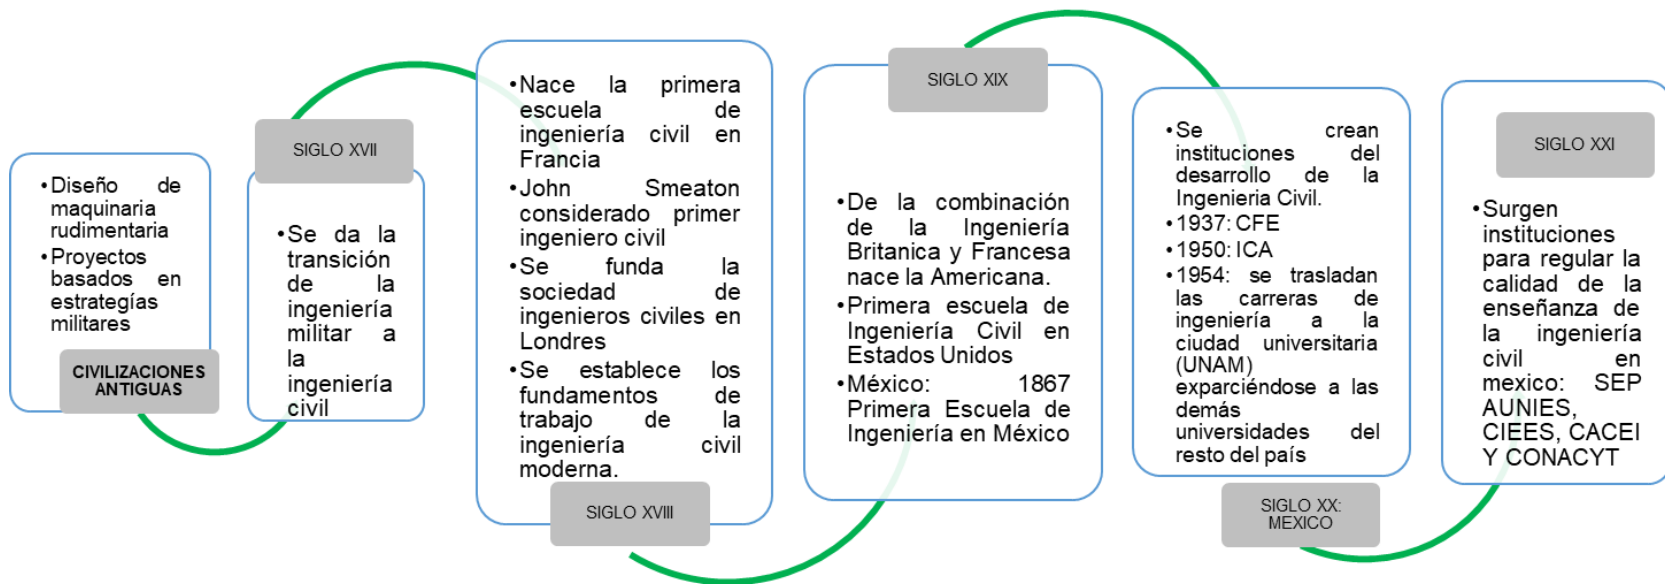 •Diseño de
maquinaria
rudimentaria
•Proyectos
basados en
estrategías
militares
CIVILIZACIONES
ANTIGUAS
SIGLO XVII
•Se da la
transición
de la
ingeniería
militar a
la
ingeniería
civil
•Nace la primera
escuela de
ingeniería civil en
Francia
•John Smeaton
considerado primer
ingeniero civil
•Se funda la
sociedad de
ingenieros civiles en
Londres
•Se establece los
fundamentos de
trabajo de la
ingeniería civil
moderna.
SIGLO XVIII
SIGLO XIX
•De la combinación
de la Ingeniería
Britanica y Francesa
nace la Americana.
•Primera escuela de
Ingeniería Civil en
Estados Unidos
•México: 1867
Primera Escuela de
Ingeniería en México
•Se crean
instituciones del
desarrollo de la
Ingenieria Civil.
•1937: CFE
•1950: ICA
•1954: se trasladan
las carreras de
ingeniería a la
ciudad universitaria
(UNAM)
exparciéndose a las
demás
universidades del
resto del país
SIGLO XX:
MEXICO
SIGLO XXI
•Surgen
instituciones
para regular la
calidad de la
enseñanza de
la ingeniería
civil en
mexico: SEP
AUNIES,
CIEES, CACEI
Y CONACYT